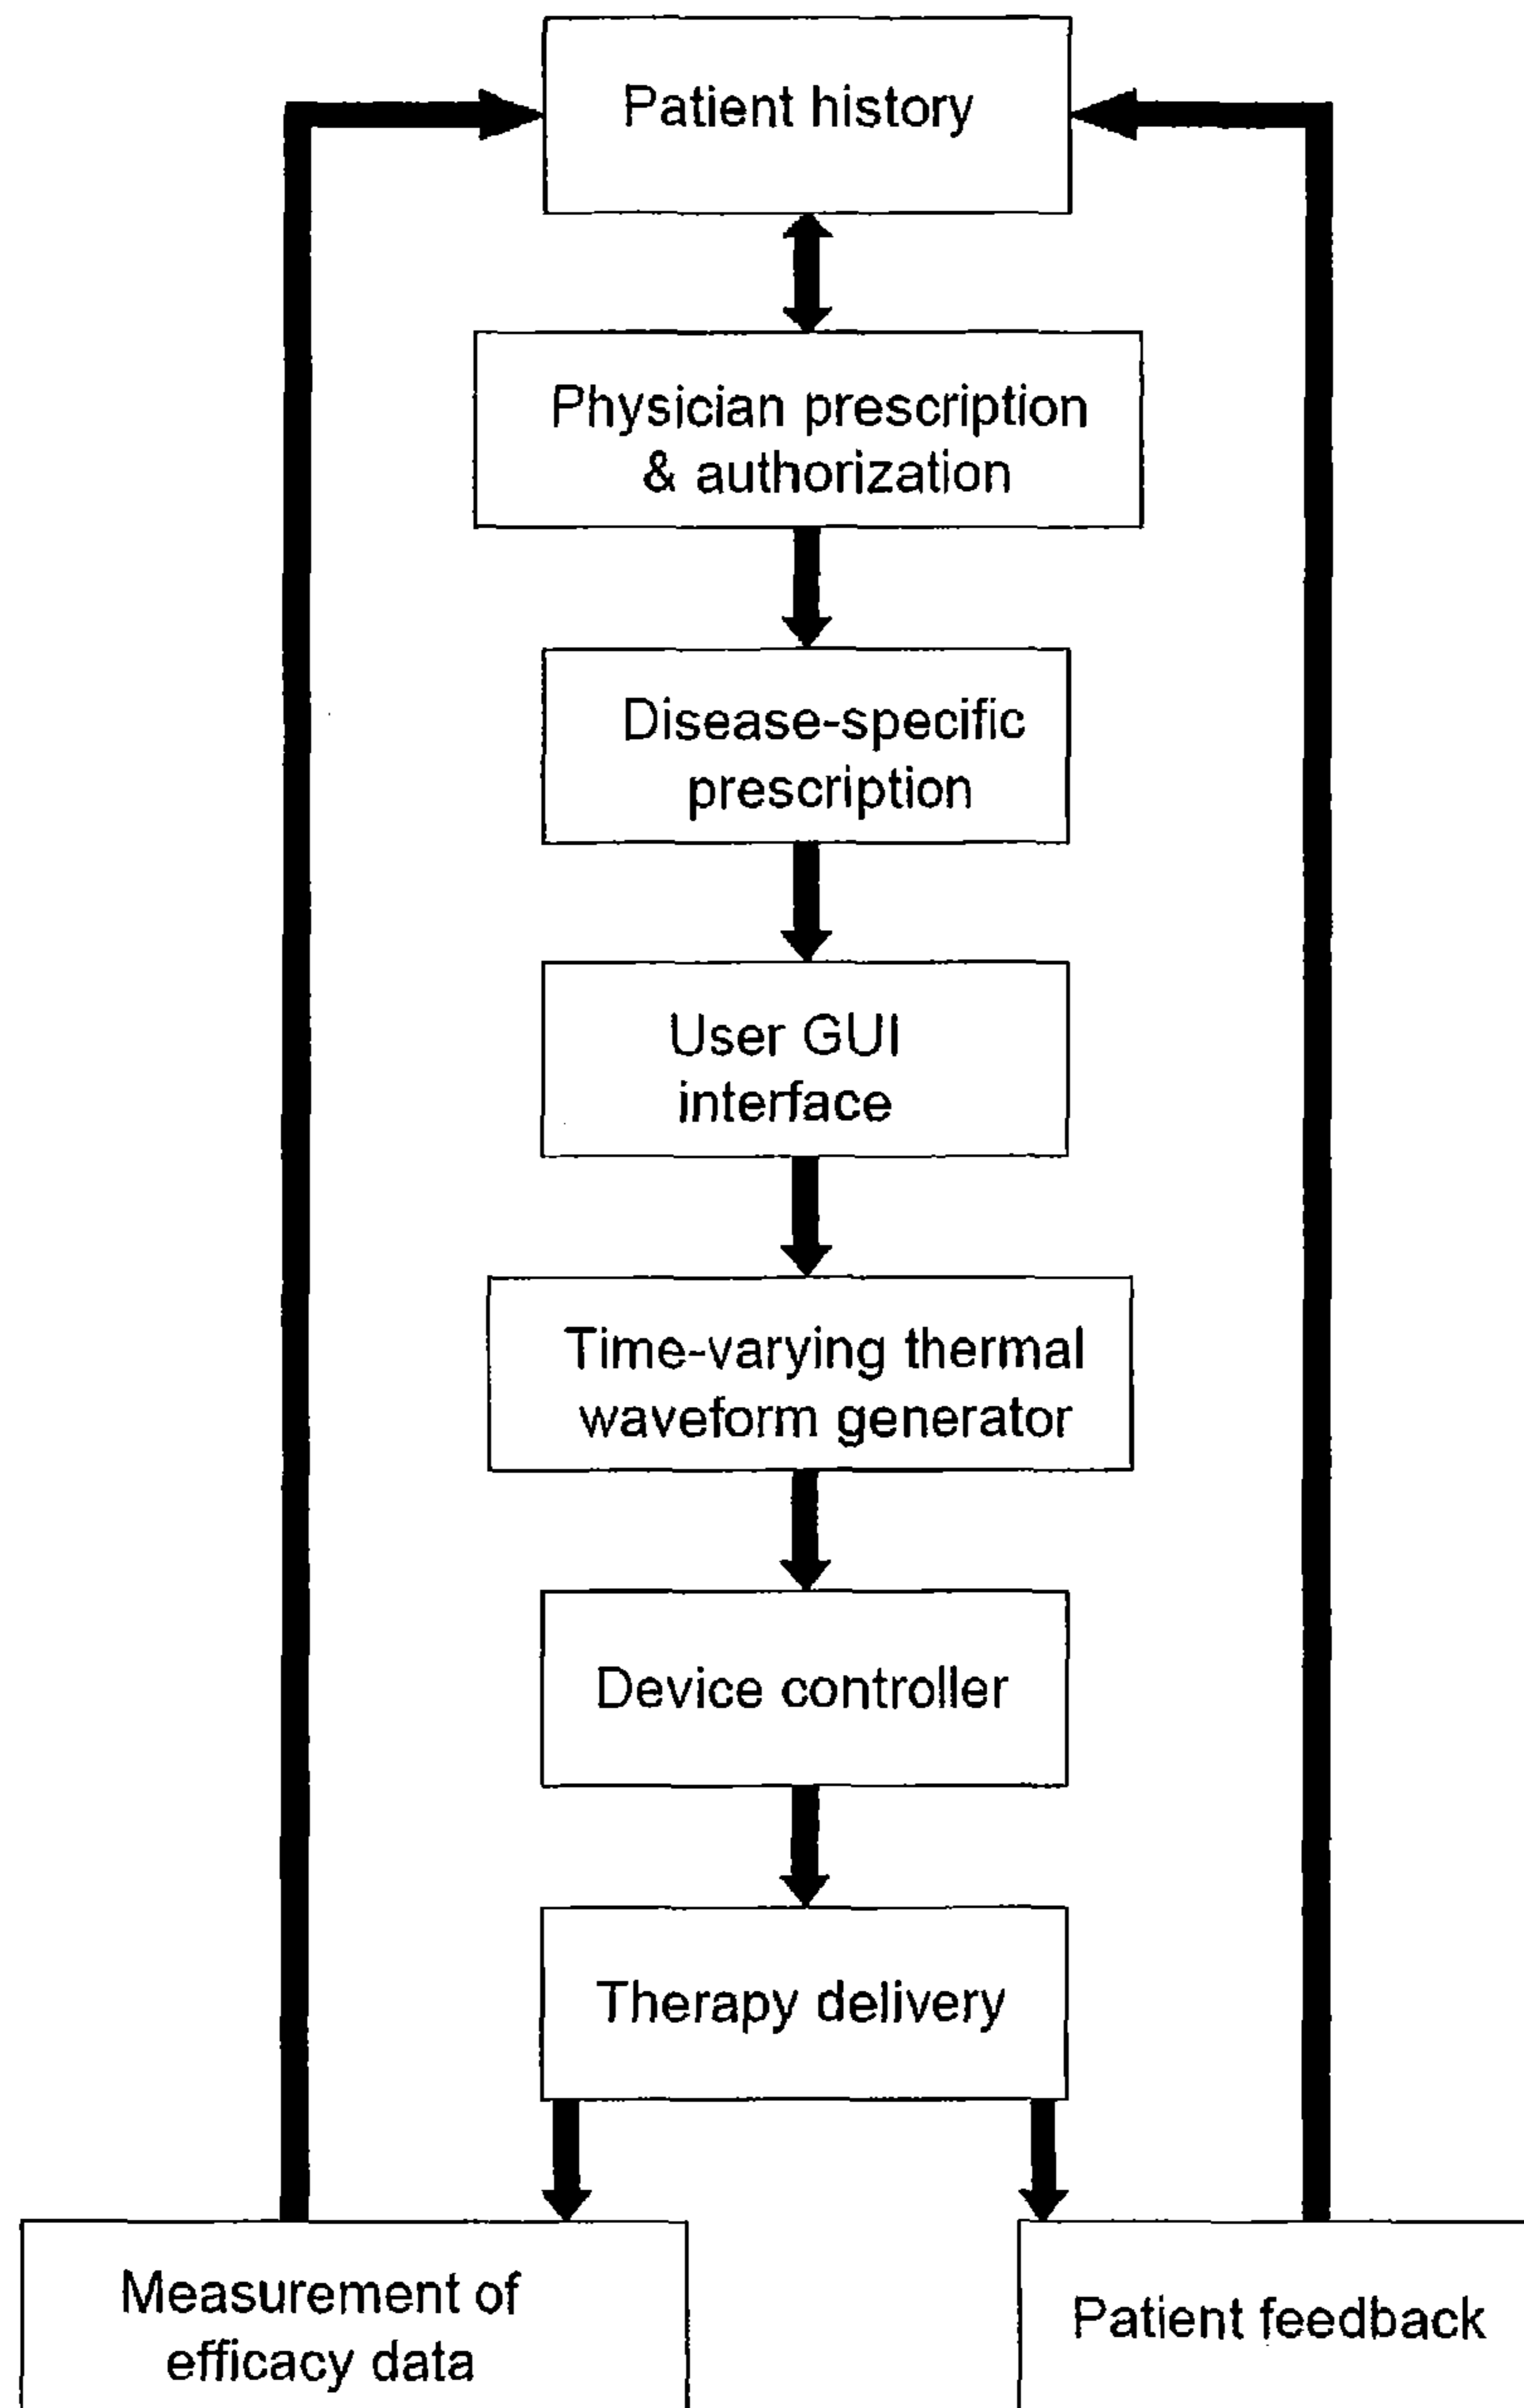 Patient history
Physician prescription
& authorization
Disease-specific
prescription
User GUI
interface
Time-varying thermal
waveform generator
Device controller
Therapy delivery
Measurement of
efficacy data
Patient feedback